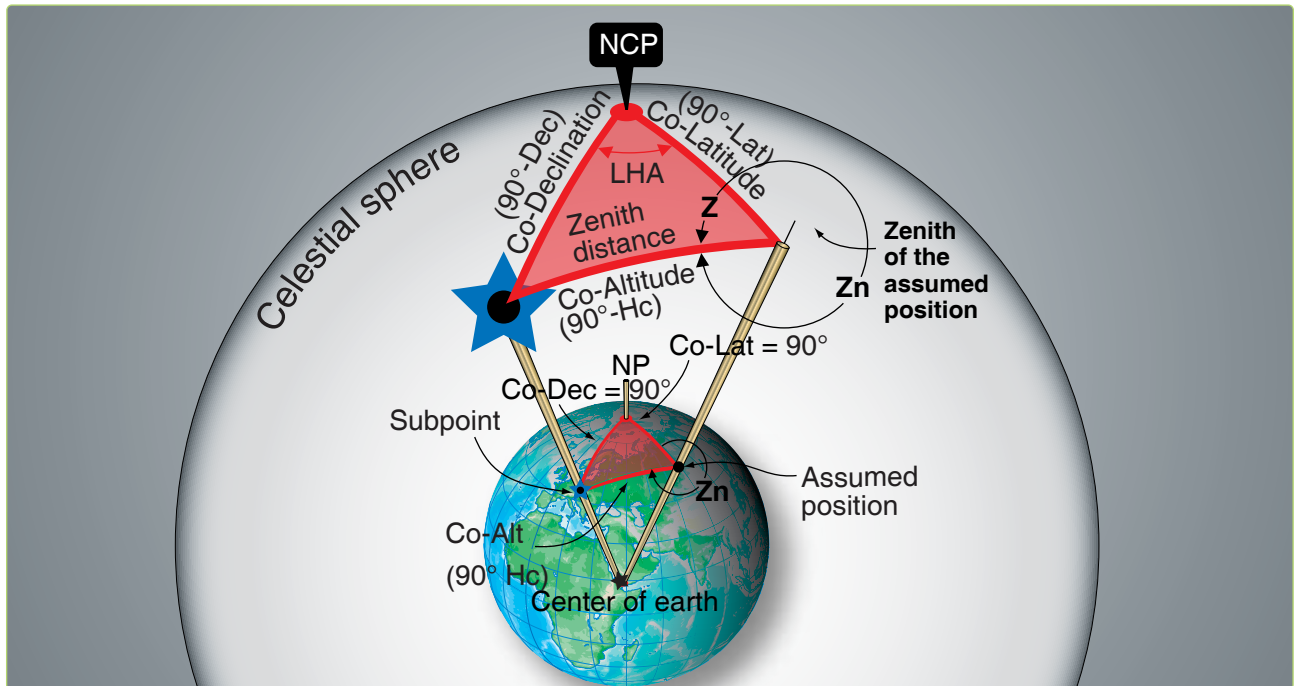 NCP
(90°-Dec)
Co-Declination
(90°-Lat)
Co-Latitude
Celestial sphere
LHA
Z
Zenith
distance
Zenith
of the
assumed
position
Zn
Co-Altitude
(90°-Hc)
Co-Lat = 90°
NP
Co-Dec = 90°
Subpoint
Assumed
position
Zn
Co-Alt
(90° Hc)
Center of earth